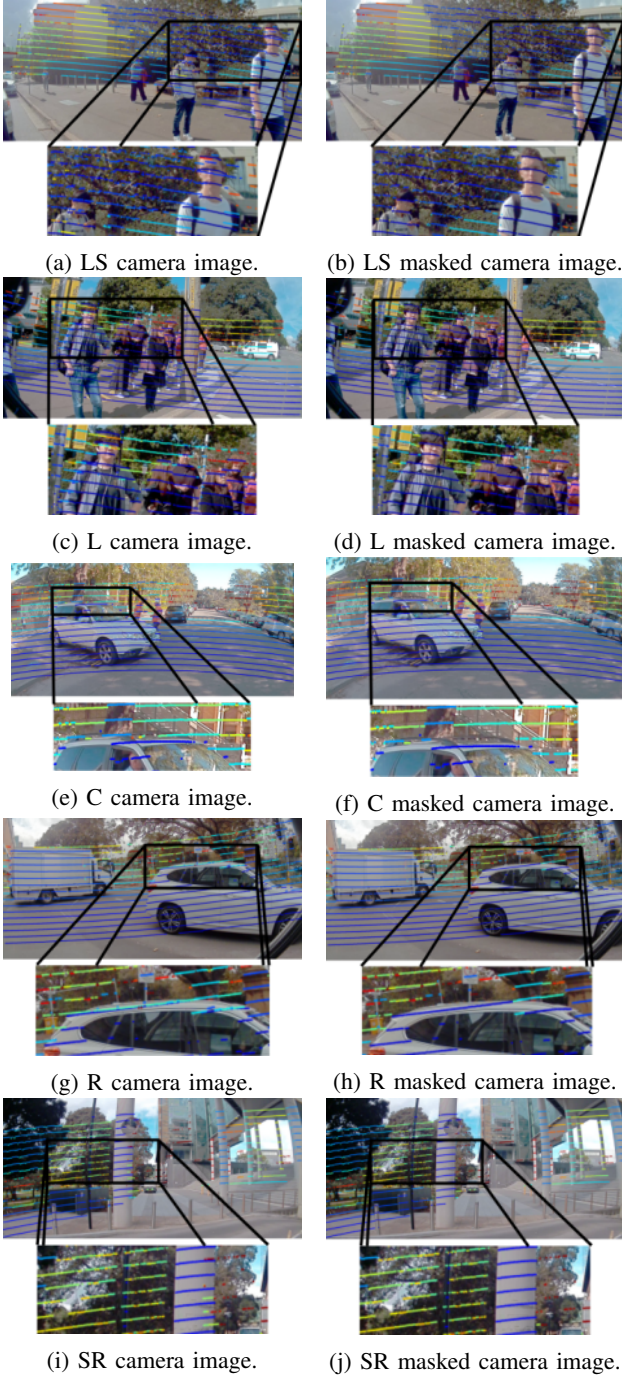 (a) LS camera image.
(b) LS masked camera image.
(c) L camera image.
(d) L masked camera image.
(e) C camera image.
(f) C masked camera image.
(g) R camera image.
(h) R masked camera image.
(i) SR camera image.
(j) SR masked camera image.